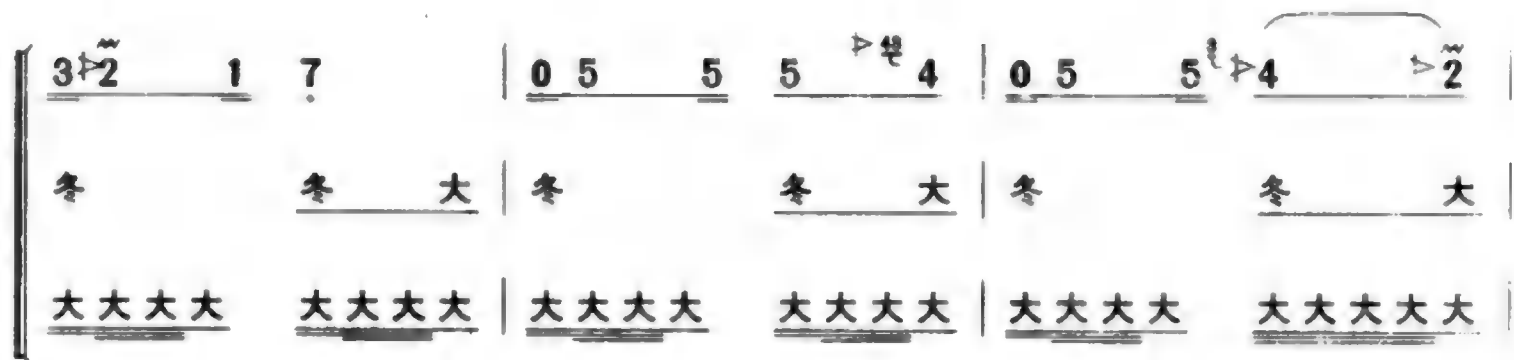 3 2 1 7 | 0 5 5 5 4 | 0 5 5 4 2 |
冬 冬 大 | 冬 冬 大 | 冬 冬 大 |
大 大 大 大 大 大 大 大 | 大 大 大 大 大 大 大 大 | 大 大 大 大 大 大 大 大 大 |